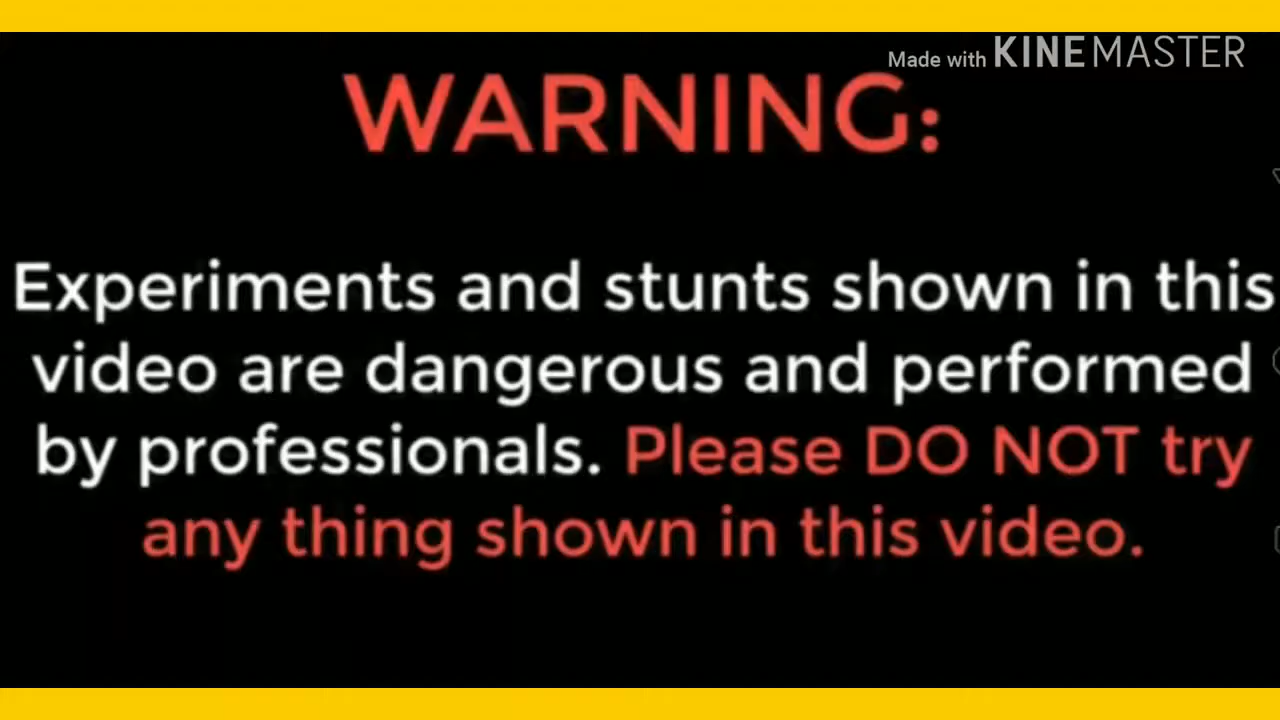 Made with KINEMASTER
WARNING:
Experiments and stunts shown in this
video are dangerous and performed
by professionals. Please DO NOT try
any thing shown in this video.